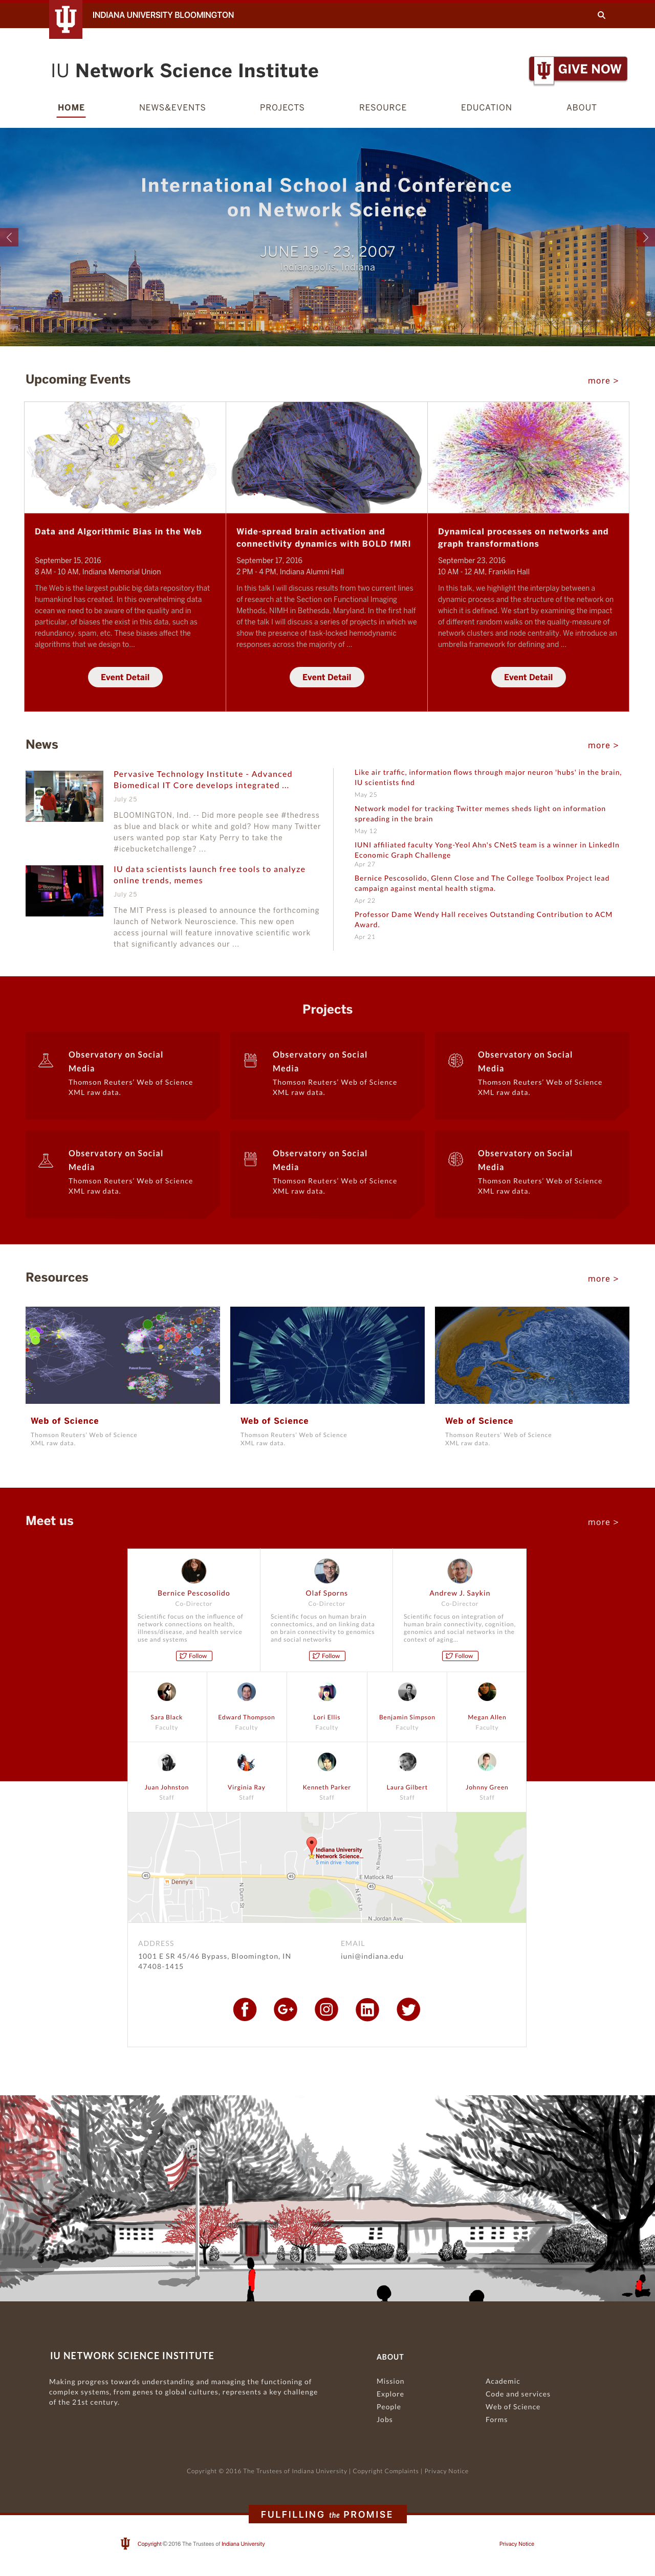 INDIANA UNIVERSITY BLOOMINGTON
IU Network Science Institute
GIVE NOW
HOME
NEWS&EVENTS
PROJECTS
RESOURCE
EDUCATION
ABOUT
International School and Conference
on Network Science
JUNE 19 - 23, 2007
Indianapolis, Indiana
Upcoming Events
more >
Data and Algorithmic Bias in the Web
September 15, 2016
8 AM - 10 AM, Indiana Memorial Union
The Web is the largest public big data repository that
humankind has created. In this overwhelming data
ocean we need to be aware of the quality and in
particular, of biases the exist in this data, such as
redundancy, spam, etc. These biases affect the
algorithms that we design to...
Event Detail
Wide-spread brain activation and
connectivity dynamics with BOLD fMRI
September 17, 2016
2 PM - 4 PM, Indiana Alumni Hall
In this talk I will discuss results from two current lines
of research at the Section on Functional Imaging
Methods, NIMH in Bethesda, Maryland. In the first half
of the talk I will discuss a series of projects in which we
show the presence of task-locked hemodynamic
responses across the majority of ...
Event Detail
Dynamical processes on networks and
graph transformations
September 23, 2016
10 AM - 12 AM, Franklin Hall
In this talk, we highlight the interplay between a
dynamic process and the structure of the network on
which it is defined. We start by examining the impact
of different random walks on the quality-measure of
network clusters and node centrality. We introduce an
umbrella framework for defining and ...
Event Detail
News
more >
Pervasive Technology Institute - Advanced
Biomedical IT Core develops integrated ...
July 25
BLOOMINGTON, Ind. -- Did more people see #thedress
as blue and black or white and gold? How many Twitter
users wanted pop star Katy Perry to take the
#icebucketchallenge? ...
IU data scientists launch free tools to analyze
online trends, memes
July 25
The MIT Press is pleased to announce the forthcoming
launch of Network Neuroscience. This new open
access journal will feature innovative scientific work
that significantly advances our ...
Like air traffic, information flows through major neuron 'hubs' in the brain,
IU scientists find
May 25
Network model for tracking Twitter memes sheds light on information
spreading in the brain
May 12
IUNI affiliated faculty Yong-Yeol Ahn's CNetS team is a winner in LinkedIn
Economic Graph Challenge
Apr 27
Bernice Pescosolido, Glenn Close and The College Toolbox Project lead
campaign against mental health stigma.
Apr 22
Professor Dame Wendy Hall receives Outstanding Contribution to ACM
Award.
Apr 21
Projects
Observatory on Social
Media
Thomson Reuters' Web of Science
XML raw data.
Observatory on Social
Media
Thomson Reuters' Web of Science
XML raw data.
Observatory on Social
Media
Thomson Reuters' Web of Science
XML raw data.
Observatory on Social
Media
Thomson Reuters' Web of Science
XML raw data.
Observatory on Social
Media
Thomson Reuters' Web of Science
XML raw data.
Observatory on Social
Media
Thomson Reuters' Web of Science
XML raw data.
Resources
more >
Web of Science
Thomson Reuters' Web of Science
XML raw data.
Web of Science
Thomson Reuters' Web of Science
XML raw data.
Web of Science
Thomson Reuters' Web of Science
XML raw data.
Meet us
more >
Bernice Pescosolido
Co-Director
Scientific focus on the influence of
network connections on health,
illness/disease, and health service
use and systems
Follow
Olaf Sporns
Co-Director
Scientific focus on human brain
connectomics, and on linking data
on brain connectivity to genomics
and social networks
Follow
Andrew J. Saykin
Co-Director
Scientific focus on integration of
human brain connectivity, cognition,
genomics and social networks in the
context of aging...
Follow
Sara Black
Faculty
Edward Thompson
Faculty
Lori Ellis
Faculty
Benjamin Simpson
Faculty
Megan Allen
Faculty
Juan Johnston
Staff
Virginia Ray
Staff
Kenneth Parker
Staff
Laura Gilbert
Staff
Johnny Green
Staff
Indiana University
Network Science...
5 min drive - home
Denny's
E Matlock Rd
N Dunn St
N Fee Ln
N Jordan Ave
45
45
45
ADDRESS
1001 E SR 45/46 Bypass, Bloomington, IN
47408-1415
EMAIL
iuni@indiana.edu
IU NETWORK SCIENCE INSTITUTE
Making progress towards understanding and managing the functioning of
complex systems, from genes to global cultures, represents a key challenge
of the 21st century.
ABOUT
Mission
Explore
People
Jobs
Academic
Code and services
Web of Science
Forms
Copyright © 2016 The Trustees of Indiana University | Copyright Complaints | Privacy Notice
FULFILLING the PROMISE
Copyright © 2016 The Trustees of Indiana University
Privacy Notice